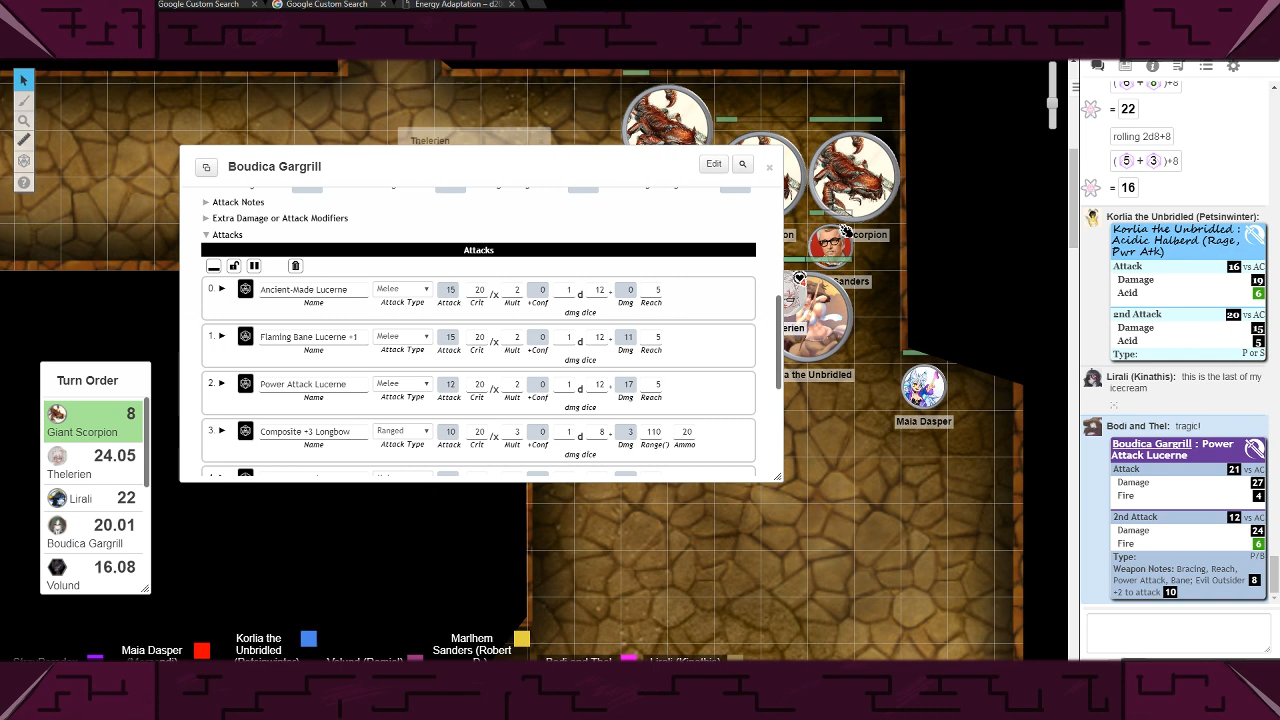 Google Custom Search
Google Custom Search
Energy Adaptation – d2
Thelerien
Boudica Gargrill
Edit
Attack Notes
Extra Damage or Attack Modifiers
Attacks
Attacks
0. Ancient-Made Lucerne Melee 15 20 /x 2 0 1 d 12 + 0 5
Name Attack Type Attack Crit Mult +Conf dmg dice Dmg Reach
1. Flaming Bane Lucerne +1 Melee 15 20 /x 2 0 1 d 12 + 11 5
Name Attack Type Attack Crit Mult +Conf dmg dice Dmg Reach
2. Power Attack Lucerne Melee 12 20 /x 2 0 1 d 12 + 17 5
Name Attack Type Attack Crit Mult +Conf dmg dice Dmg Reach
3. Composite +3 Longbow Ranged 10 20 /x 3 0 1 d 8 + 3 110 20
Name Attack Type Attack Crit Mult +Conf dmg dice Dmg Range(') Ammo
on
corpion
Sanders
erien
a the Unbridled
Maia Dasper
Turn Order
8
Giant Scorpion
24.05
Thelerien
Lirali 22
20.01
Boudica Gargrill
16.08
Volund
Maia Dasper
Korlia the
Unbridled
Marlhem
Sanders (Robert
Volund
Bodi and Thel
Lirali (Kinathis)
= 22
rolling 2d8+8
( 5 + 3 )+8
= 16
Korlia the Unbridled (Petsinwinter):
Korlia the Unbridled :
Acidic Halberd (Rage,
Pwr Atk)
Attack 16 vs AC
Damage 19
Acid 6
2nd Attack 20 vs AC
Damage 15
Acid 5
Type: P or S
Lirali (Kinathis): this is the last of my
icecream
Bodi and Thel: tragic!
Boudica Gargrill : Power
Attack Lucerne
Attack 21 vs AC
Damage 27
Fire 4
2nd Attack 12 vs AC
Damage 24
Fire 6
Type: P/B
Weapon Notes: Bracing, Reach,
Power Attack, Bane; Evil Outsider 8
+2 to attack 10